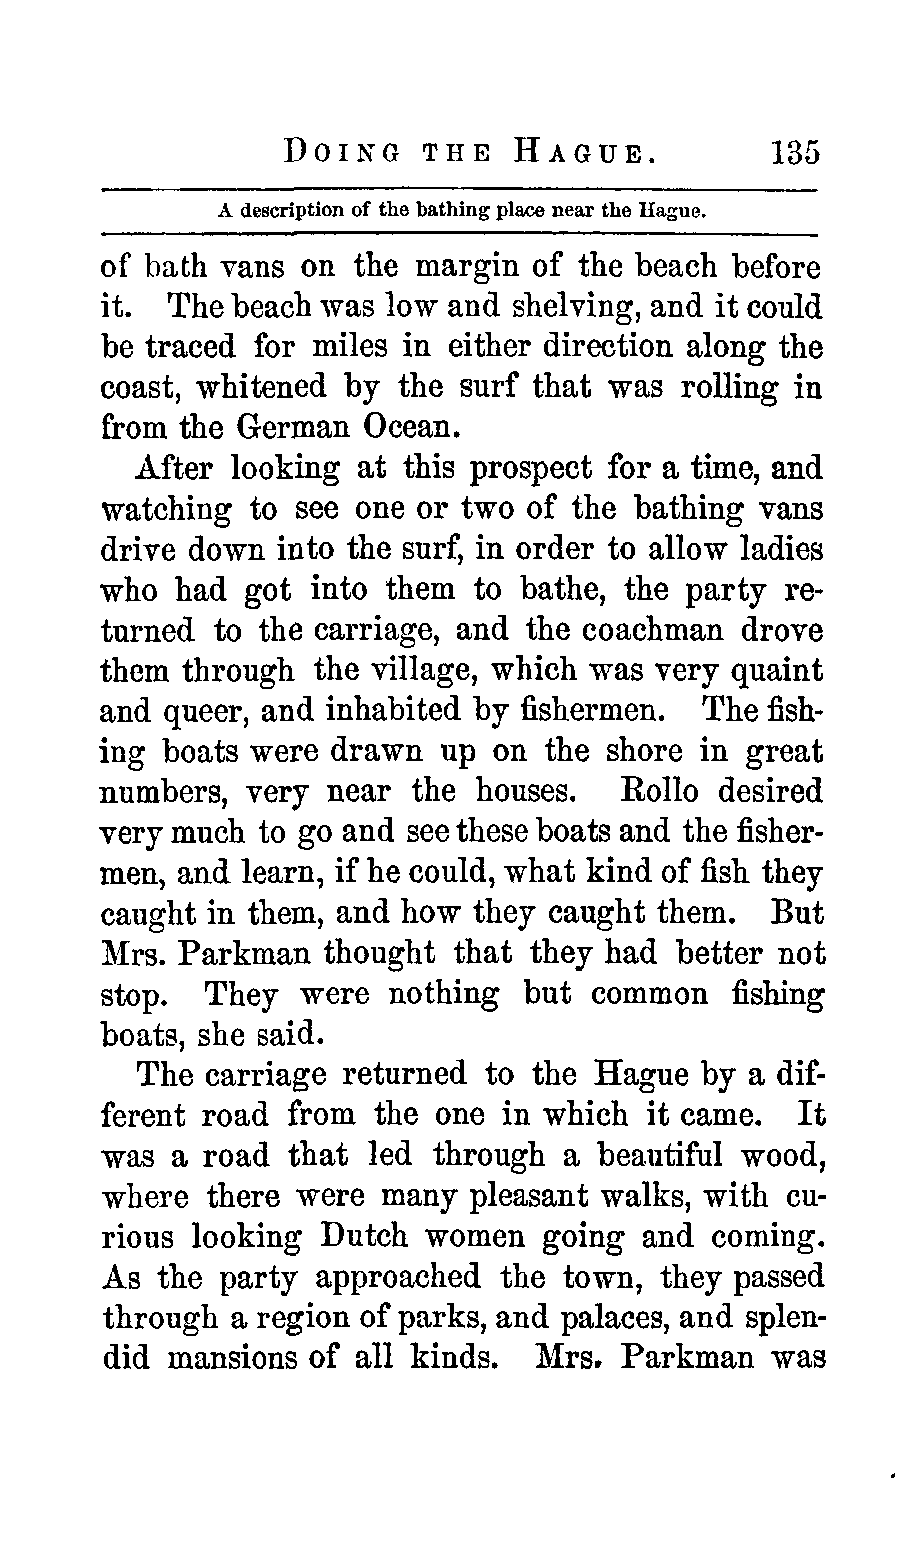 DOING THE HAGUE. 135
A description of the bathing place near the Hague.
of bath vans on the margin of the beach before
it. The beach was low and shelving, and it could
be traced for miles in either direction along the
coast, whitened by the surf that was rolling in
from the German Ocean.
After looking at this prospect for a time, and
watching to see one or two of the bathing vans
drive down into the surf, in order to allow ladies
who had got into them to bathe, the party re-
turned to the carriage, and the coachman drove
them through the village, which was very quaint
and queer, and inhabited by fishermen. The fish-
ing boats were drawn up on the shore in great
numbers, very near the houses. Rollo desired
very much to go and see these boats and the fisher-
men, and learn, if he could, what kind of fish they
caught in them, and how they caught them. But
Mrs. Parkman thought that they had better not
stop. They were nothing but common fishing
boats, she said.
The carriage returned to the Hague by a dif-
ferent road from the one in which it came. It
was a road that led through a beautiful wood,
where there were many pleasant walks, with cu-
rious looking Dutch women going and coming.
As the party approached the town, they passed
through a region of parks, and palaces, and splen-
did mansions of all kinds. Mrs. Parkman was